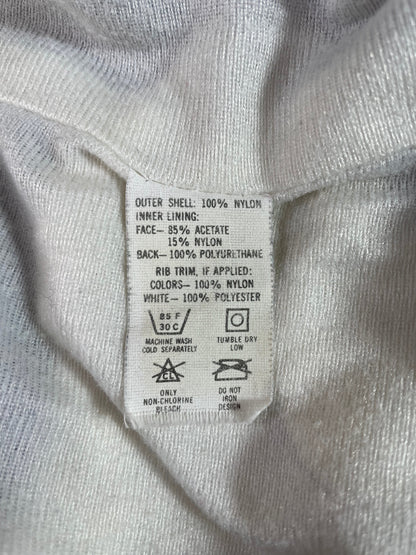 OUTER SHELL: 100% NYLON
INNER LINING:
FACE— 85% ACETATE
15% NYLON
BACK—100% POLYURETHANE
RIB TRIM, IF APPLIED:
COLORS—100% NYLON
WHITE— 100% POLYESTER
85 F
30 C
MACHINE WASH
COLD SEPARATELY
TUMBLE DRY
LOW
CL
ONLY
NON-CHLORINE
BLEACH
DO NOT
IRON
DESIGN